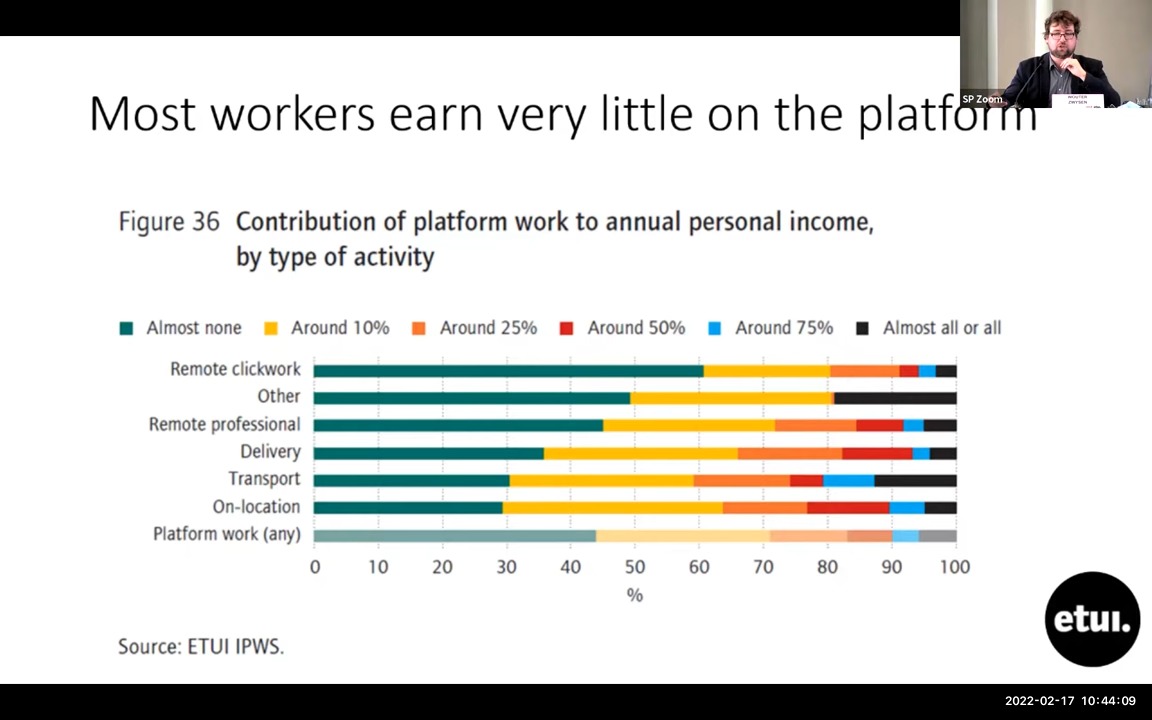 SP Zoom
WOUTER
ZWYSEN
Most workers earn very little on the platform
Figure 36 Contribution of platform work to annual personal income,
by type of activity
Almost none Around 10% Around 25% Around 50% Around 75% Almost all or all
Remote clickwork
Other
Remote professional
Delivery
Transport
On-location
Platform work (any)
0 10 20 30 40 50 60 70 80 90 100
%
etui.
Source: ETUI IPWS.
2022-02-17 10:44:09